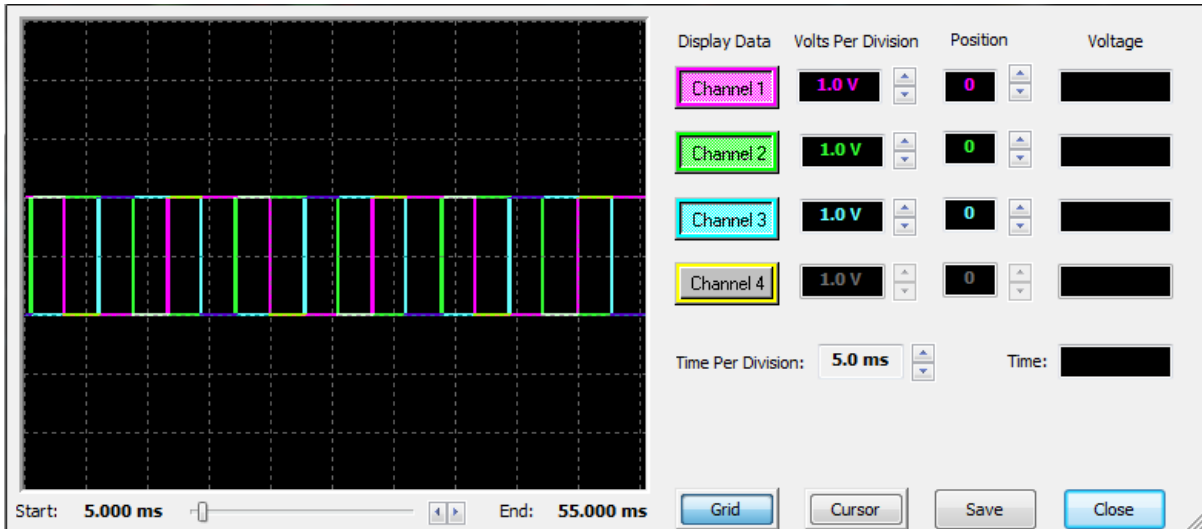 Display Data Volts Per Division Position Voltage
Channel 1 1.0 V 0
Channel 2 1.0 V 0
Channel 3 1.0 V 0
Channel 4 1.0 V 0
Time Per Division: 5.0 ms Time:
Start: 5.000 ms End: 55.000 ms Grid Cursor Save Close